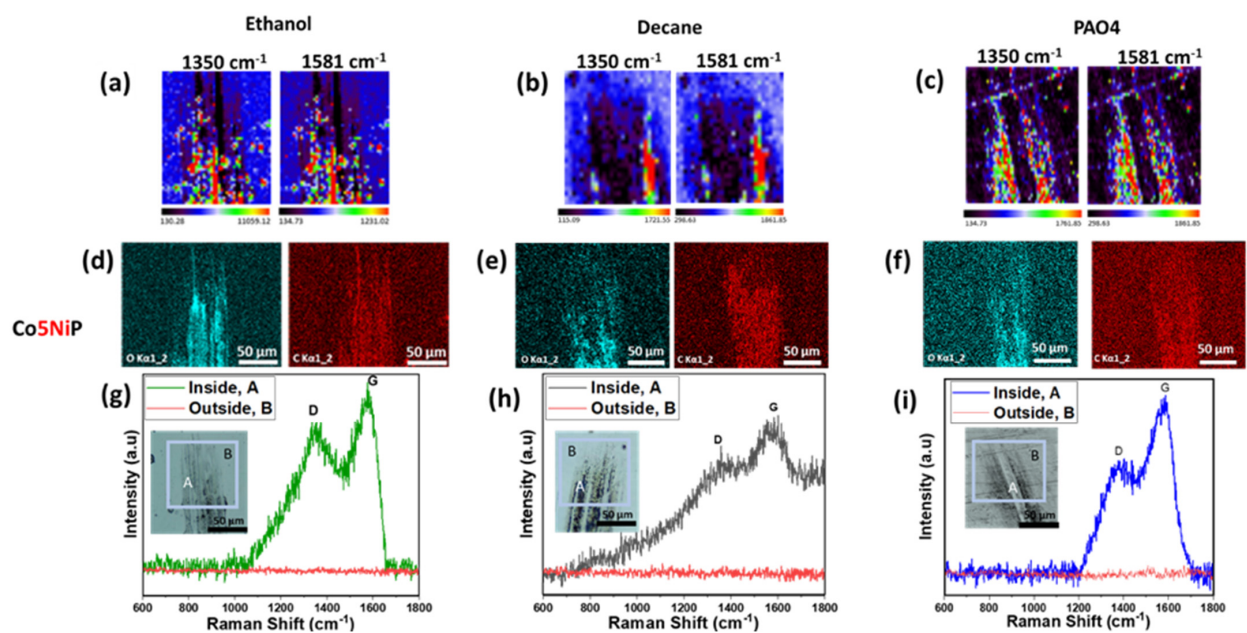 Ethanol
Decane
PAO4
(a)
1350 cm-1
1581 cm-1
130.28
11059.12
134.73
1231.02
(b)
1350 cm-1
1581 cm-1
115.09
1721.55
298.63
1861.85
(c)
1350 cm-1
1581 cm-1
134.73
1761.85
298.63
1861.85
Co5NiP
(d)
O Kα1_2
50 µm
C Kα1_2
50 µm
(e)
O Kα1_2
50 µm
C Kα1_2
50 µm
(f)
O Kα1_2
50 µm
C Kα1_2
50 µm
(g)
Inside, A
Outside, B
D
G
A
B
50 µm
Intensity (a.u)
600 800 1000 1200 1400 1600 1800
Raman Shift (cm-1)
(h)
Inside, A
Outside, B
D
G
B
A
50 µm
Intensity (a.u)
600 800 1000 1200 1400 1600 1800
Raman Shift (cm-1)
(i)
Inside, A
Outside, B
D
G
B
A
50 µm
Intensity (a.u)
600 800 1000 1200 1400 1600 1800
Raman Shift (cm-1)